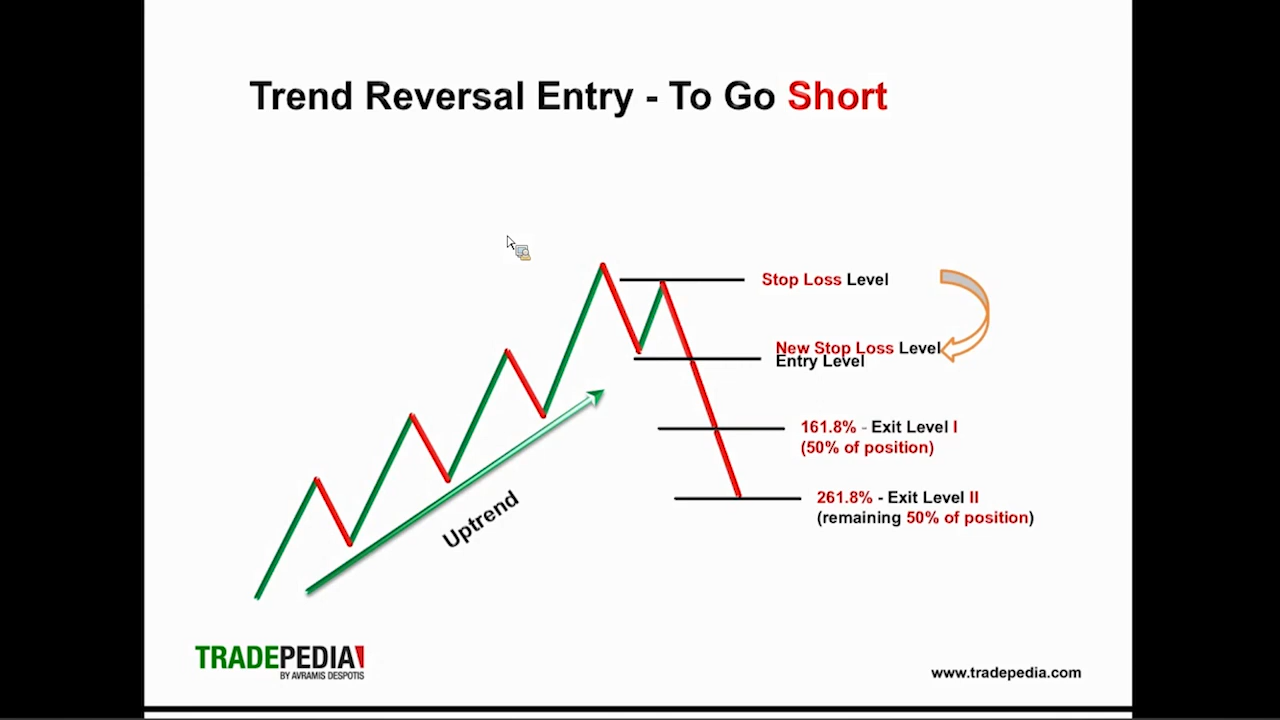 Trend Reversal Entry - To Go Short
Stop Loss Level
New Stop Loss Level
Entry Level
161.8% - Exit Level I
(50% of position)
261.8% - Exit Level II
(remaining 50% of position)
Uptrend
TRADEPEDIA
BY AVRAMIS DESPOTIS
www.tradepedia.com